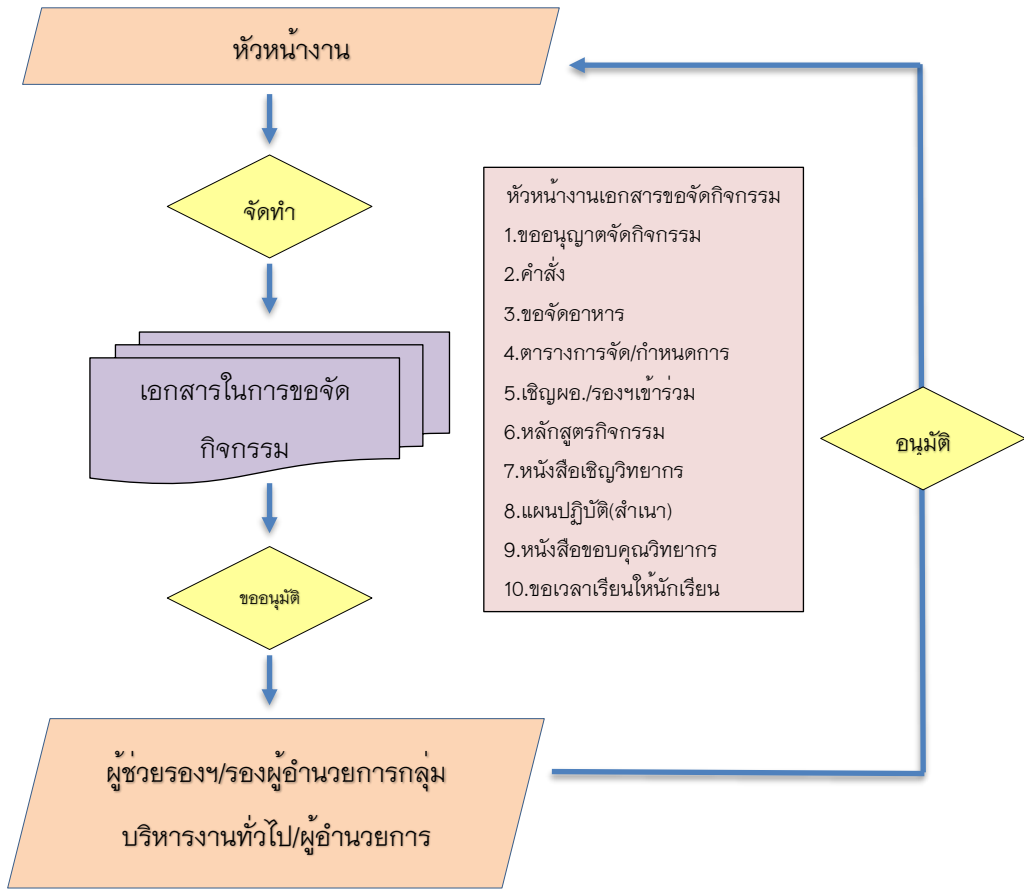 หัวหน้างาน
จัดทำ
เอกสารในการขอจัด
กิจกรรม
ขออนุมัติ
ผู้ช่วยรองฯ/รองผู้อำนวยการกลุ่ม
บริหารงานทั่วไป/ผู้อำนวยการ
หัวหน้างานเอกสารขอจัดกิจกรรม
1.ขออนุญาตจัดกิจกรรม
2.คำสั่ง
3.ขอจัดอาหาร
4.ตารางการจัด/กำหนดการ
5.เชิญผอ./รองฯเข้าร่วม
6.หลักสูตรกิจกรรม
7.หนังสือเชิญวิทยากร
8.แผนปฏิบัติ(สำเนา)
9.หนังสือขอบคุณวิทยากร
10.ขอเวลาเรียนให้นักเรียน
อนุมัติ